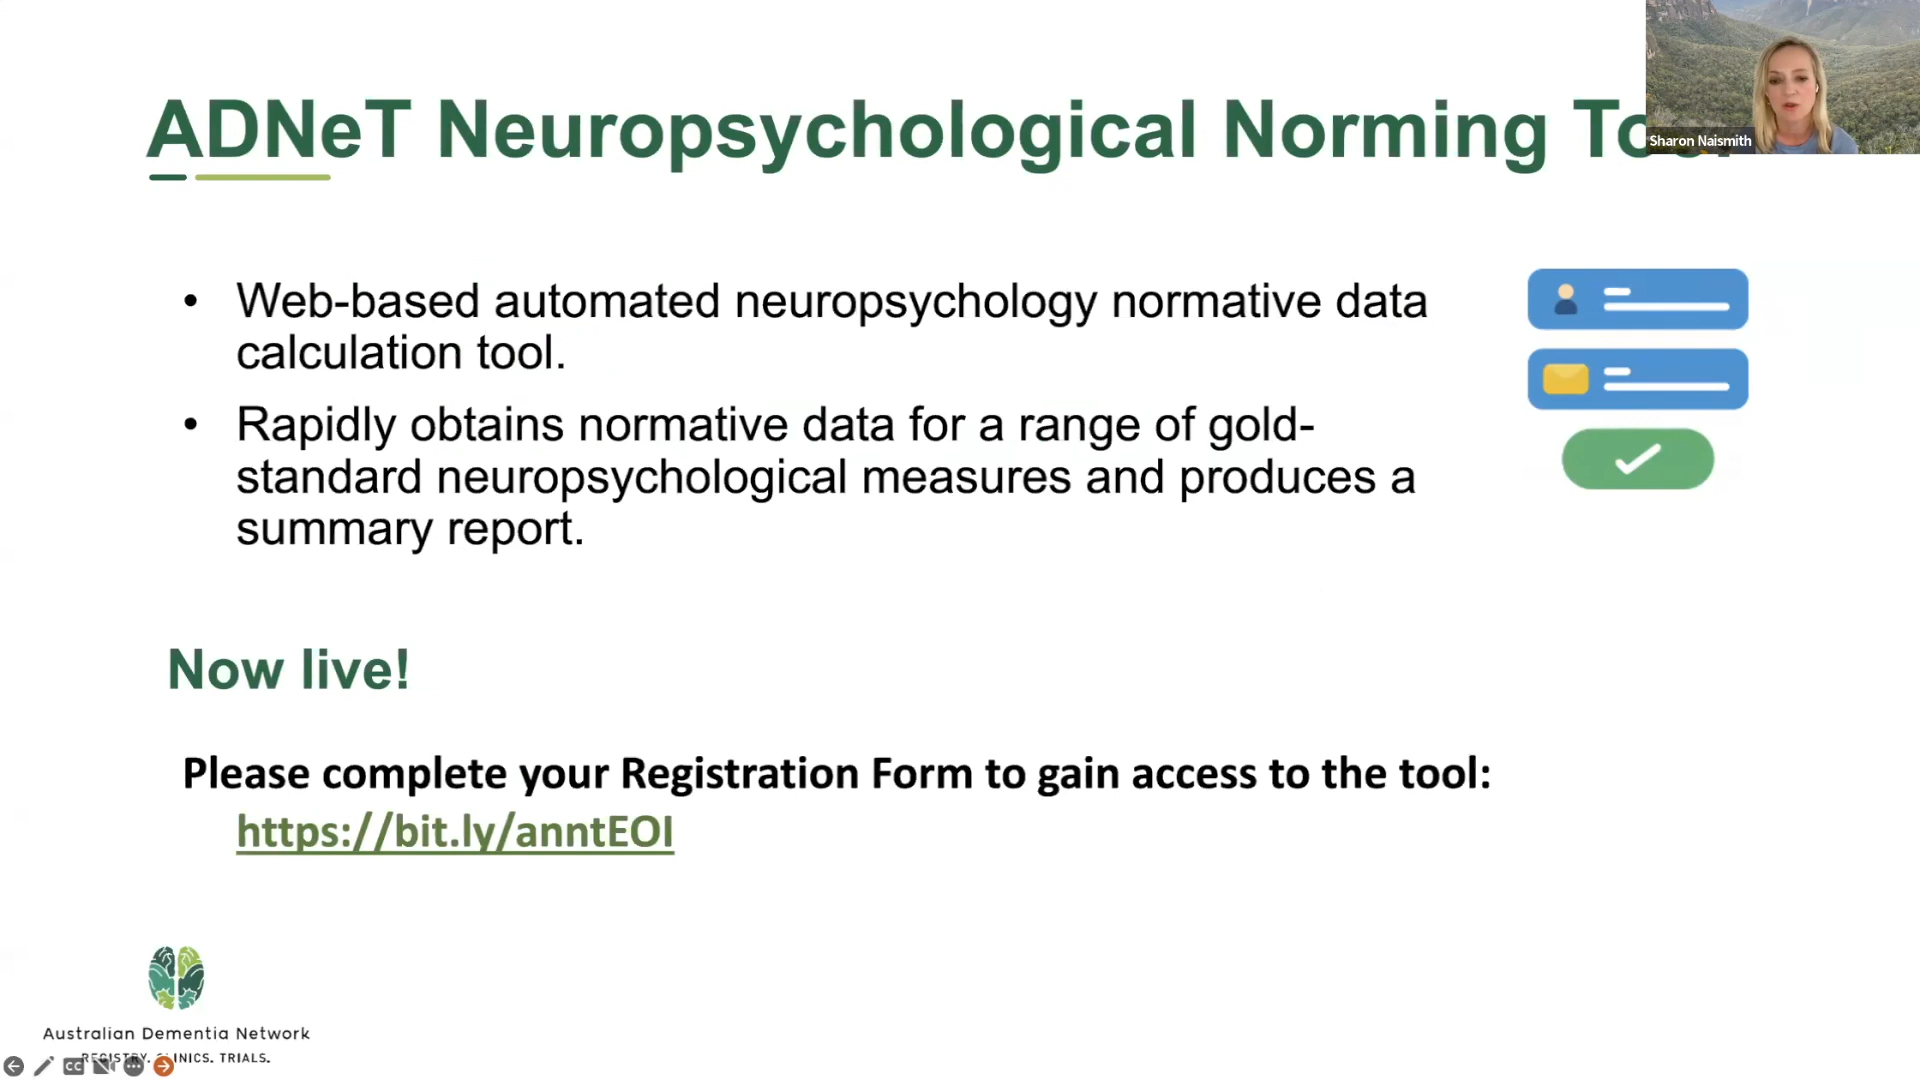 ADNeT Neuropsychological Norming
Sharon Naismith
• Web-based automated neuropsychology normative data
calculation tool.
• Rapidly obtains normative data for a range of gold-
standard neuropsychological measures and produces a
summary report.
Now live!
Please complete your Registration Form to gain access to the tool:
https://bit.ly/anntEOI
Australian Dementia Network
REGISTRY. CLINICS. TRIALS.
CC